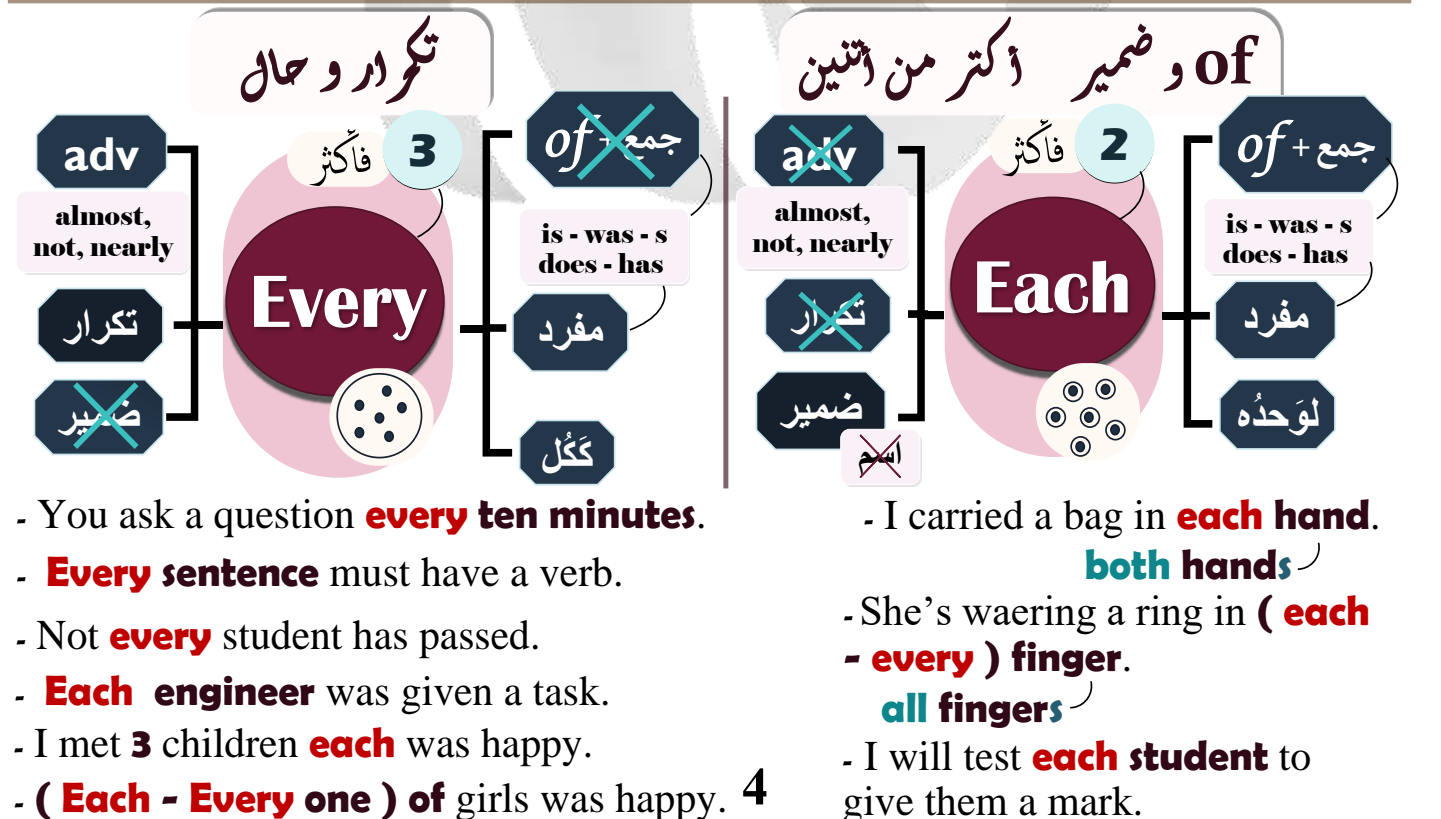 تكرار و حال
of و ضمير أكتر من أتنين
adv
almost,
not, nearly
تكرار
ضمير
Every
3
فأكثر
of + جمع
is - was - s
does - has
مفرد
كَكُل
adv
almost,
not, nearly
تكرار
ضمير
اسم
Each
2
فأكثر
of + جمع
is - was - s
does - has
مفرد
لوَحدُه
- You ask a question every ten minutes.
- Every sentence must have a verb.
- Not every student has passed.
- Each engineer was given a task.
- I met 3 children each was happy.
- ( Each - Every one ) of girls was happy.
- I carried a bag in each hand.
both hands
- She’s waering a ring in ( each
- every ) finger.
all fingers
- I will test each student to
give them a mark.
4